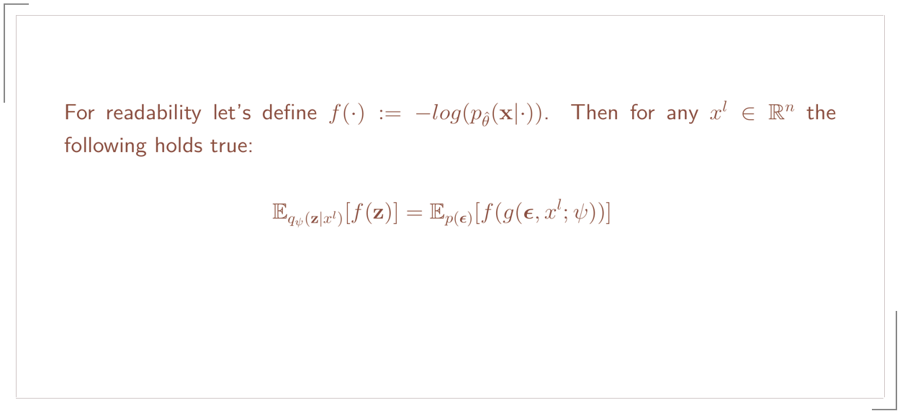 For readability let's define $f(\cdot) := -log(p_{\hat{\theta}}(\mathbf{x}|\cdot))$. Then for any $x^l \in \mathbb{R}^n$ the
following holds true:
$\mathbb{E}_{q_\psi(\mathbf{z}|x^l)}[f(\mathbf{z})] = \mathbb{E}_{p(\boldsymbol{\epsilon})}[f(g(\boldsymbol{\epsilon}, x^l; \psi))]$